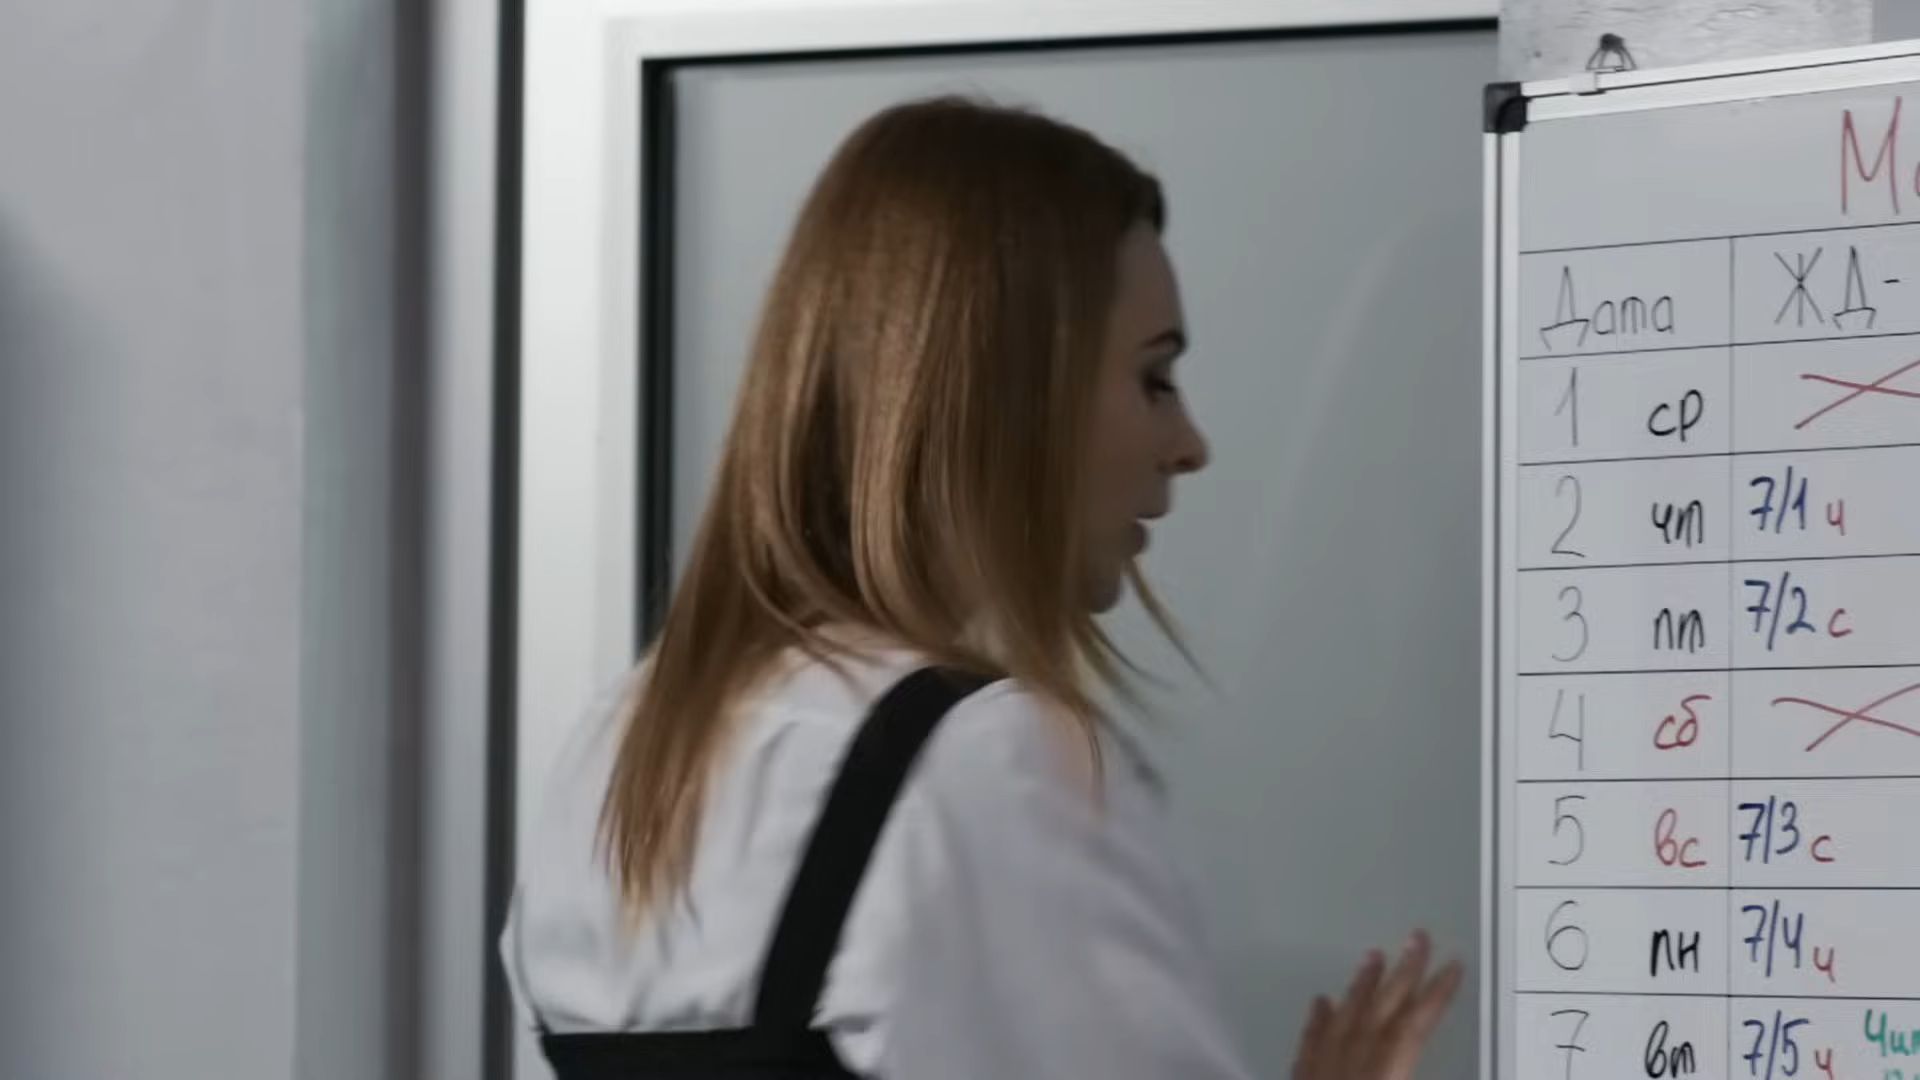 Дата ЖД-
1 ср
2 чт 7/1 ч
3 пт 7/2 с
4 сб
5 вс 7/3 с
6 пн 7/4 ч
7 вт 7/5 ч